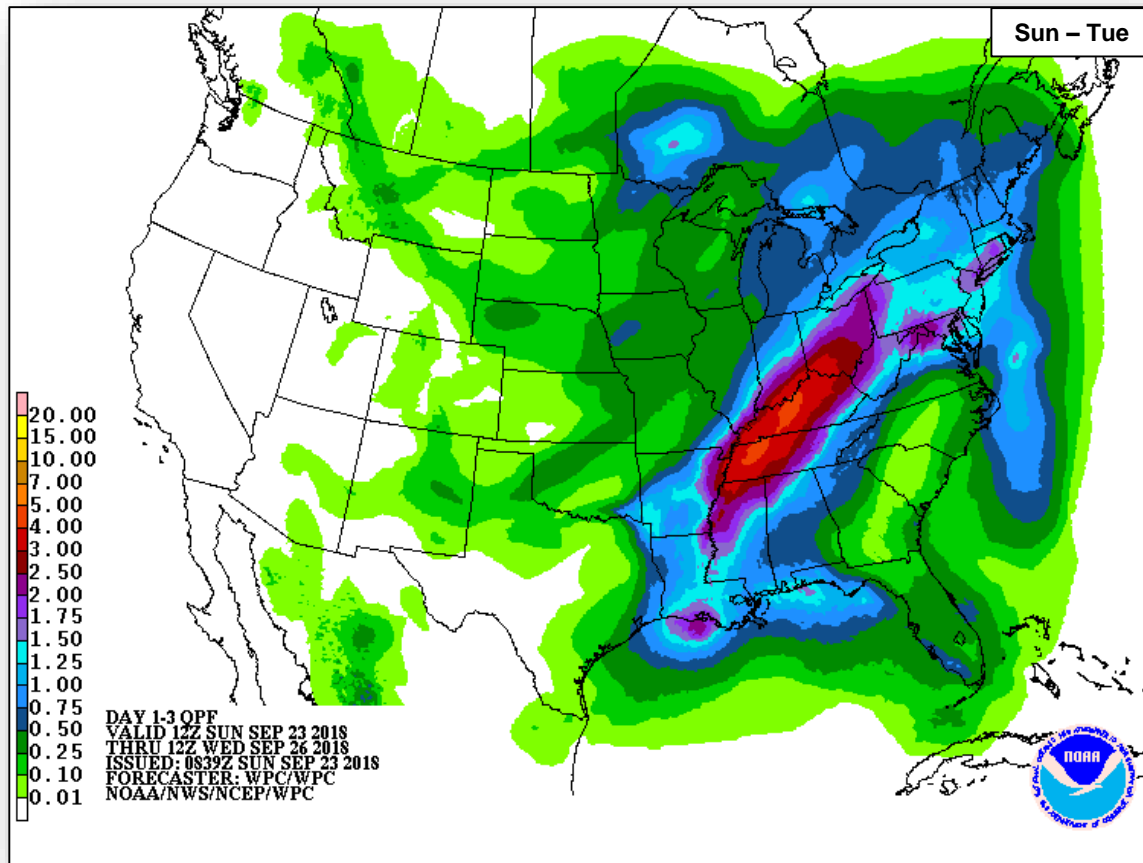 Sun – Tue
20.00
15.00
10.00
7.00
5.00
4.00
3.00
2.50
2.00
1.75
1.50
1.25
1.00
0.75
0.50
0.25
0.10
0.01
DAY 1-3 QPF
VALID 12Z SUN SEP 23 2018
THRU 12Z WED SEP 26 2018
ISSUED: 0839Z SUN SEP 23 2018
FORECASTER: WPC/WPC
NOAA/NWS/NCEP/WPC
NOAA